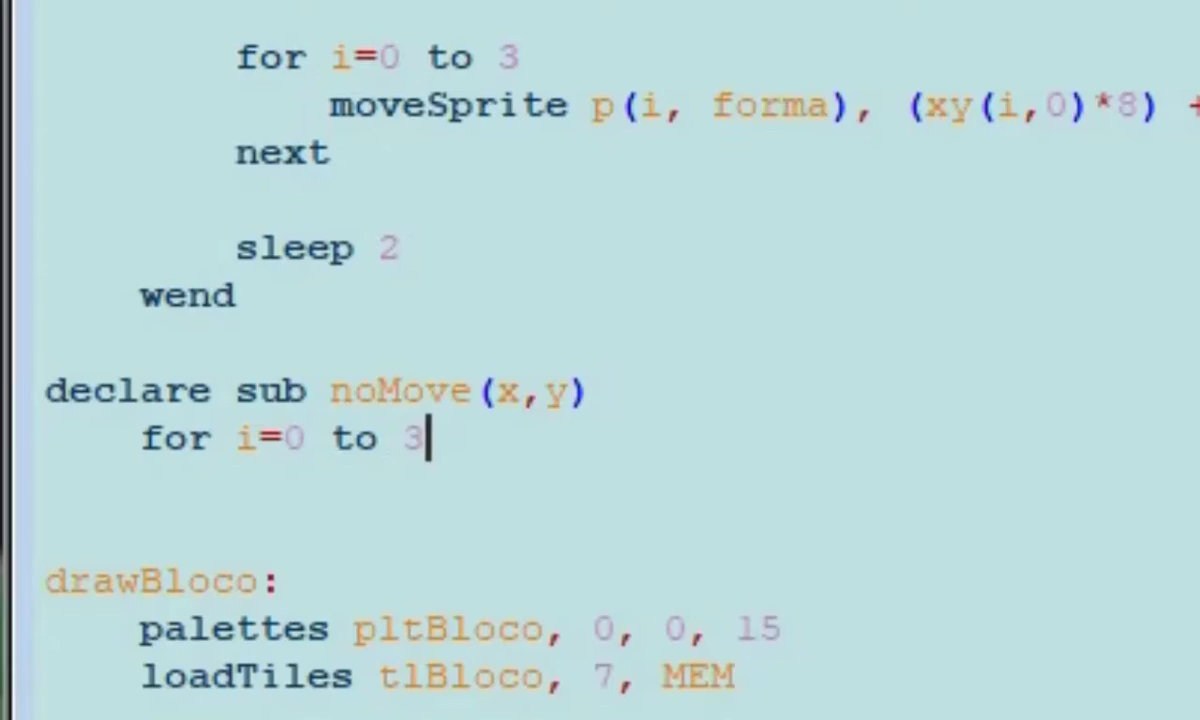 for i=0 to 3
moveSprite p(i, forma), (xy(i,0)*8) +
next
sleep 2
wend
declare sub noMove(x,y)
for i=0 to 3
drawBloco:
palettes pltBloco, 0, 0, 15
loadTiles tlBloco, 7, MEM